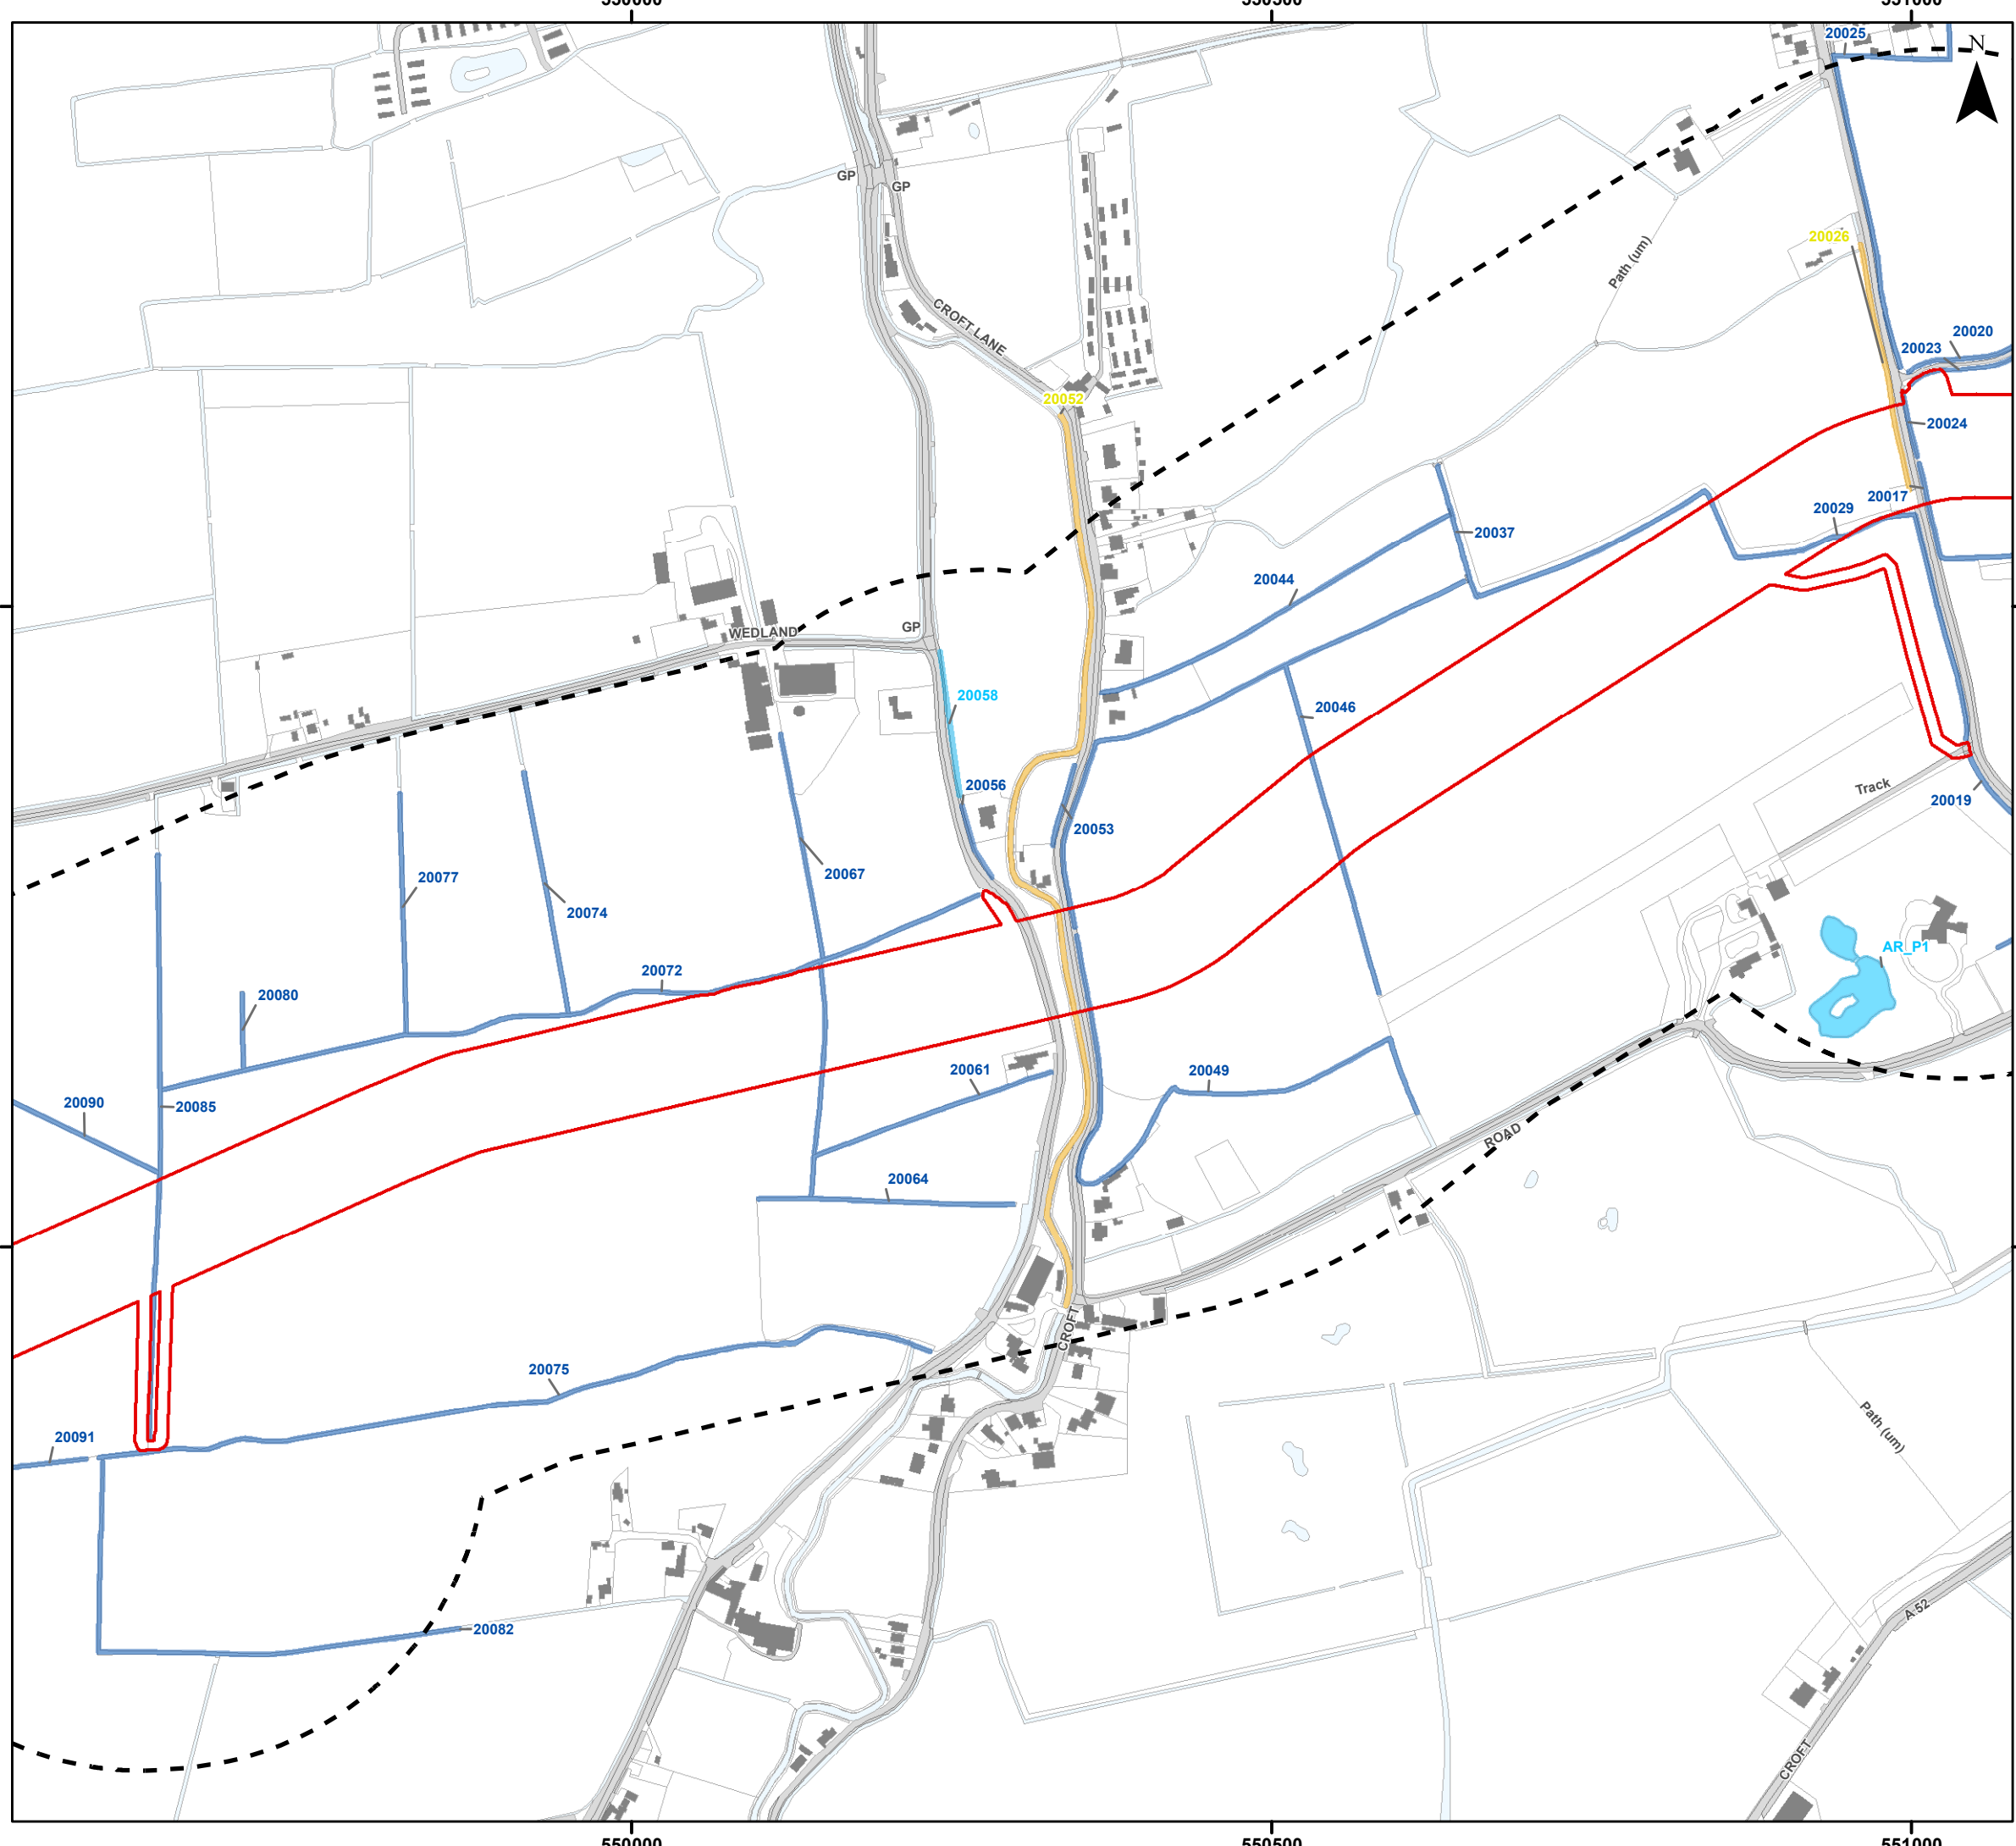 550000
550500
551000
20025
N
GP
GP
20026
Path (um)
CROFT LANE
20020
20023
20052
20024
20017
20029
20037
20044
WEDLAND
GP
20058
20046
20056
Track
20019
20053
20067
20077
20074
AR_P1
20072
20080
20061
20049
20090
20085
ROAD
20064
CROFT
20075
Path (um)
20091
A 52
20082
CROFT
550000
550500
551000